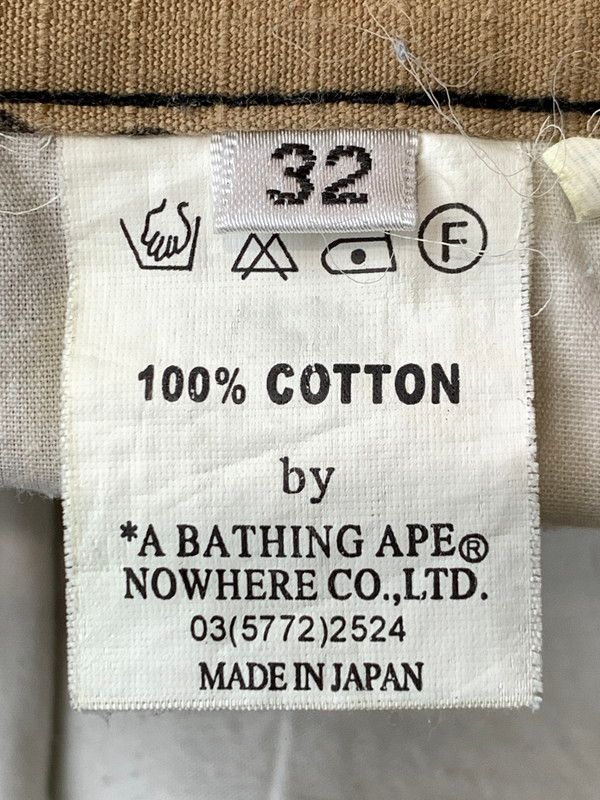 32
F
100% COTTON
by
*A BATHING APE®
NOWHERE CO.,LTD.
03(5772)2524
MADE IN JAPAN